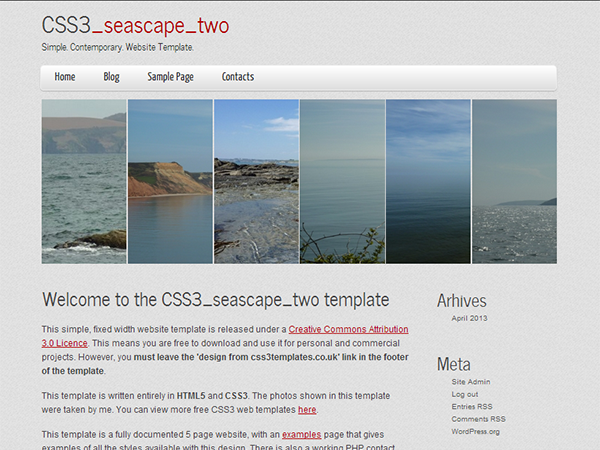 CSS3_seascape_two
Simple. Contemporary. Website Template.
Home Blog Sample Page Contacts
Welcome to the CSS3_seascape_two template
This simple, fixed width website template is released under a Creative Commons Attribution
3.0 Licence. This means you are free to download and use it for personal and commercial
projects. However, you must leave the 'design from css3templates.co.uk' link in the footer
of the template.
This template is written entirely in HTML5 and CSS3. The photos shown in this template
were taken by me. You can view more free CSS3 web templates here.
This template is a fully documented 5 page website, with an examples page that gives
examples of all the styles available with this design. There is also a working PHP contact
Arhives
April 2013
Meta
Site Admin
Log out
Entries RSS
Comments RSS
WordPress.org